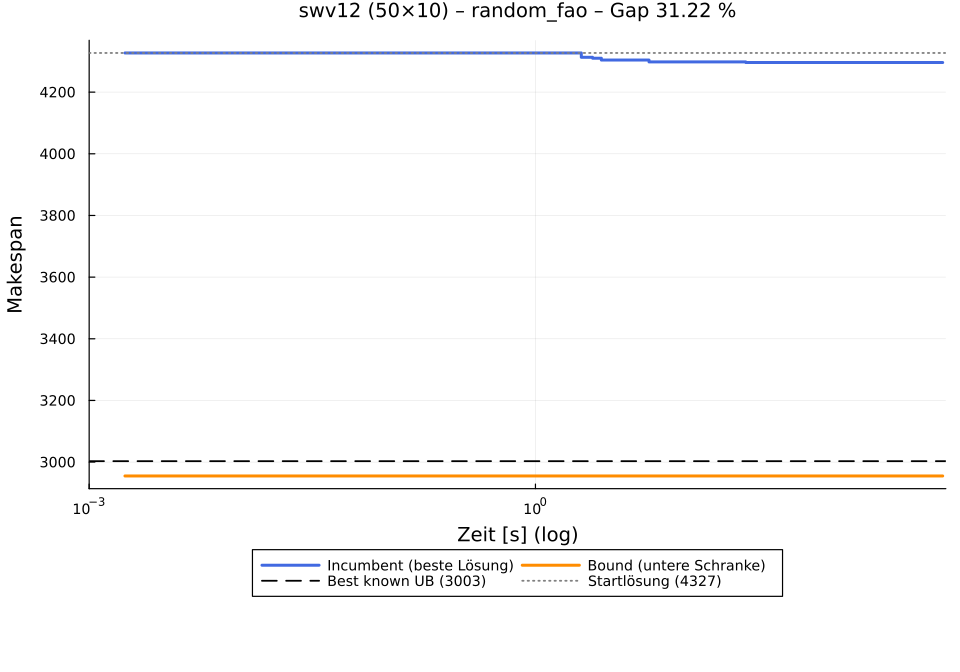 swv12 (50×10) – random_fao – Gap 31.22 %
Makespan
4200
4000
3800
3600
3400
3200
3000
10⁻³
10⁰
Zeit [s] (log)
Incumbent (beste Lösung)
Bound (untere Schranke)
Best known UB (3003)
Startlösung (4327)